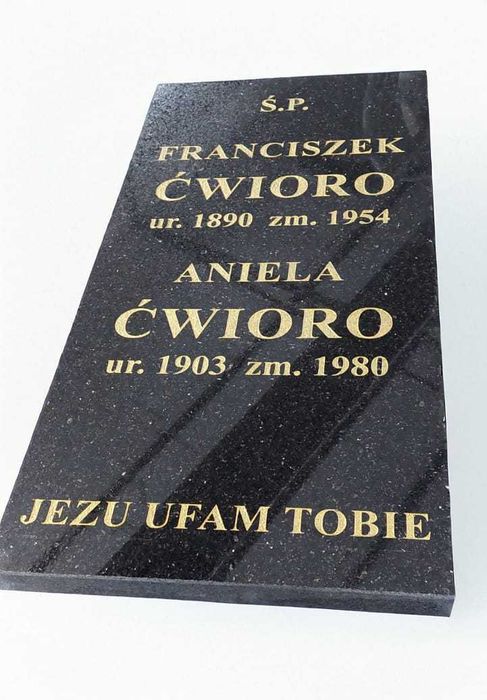 Ś.P.
FRANCISZEK
ĆWIORO
ur. 1890 zm. 1954
ANIELA
ĆWIORO
ur. 1903 zm. 1980
JEZU UFAM TOBIE